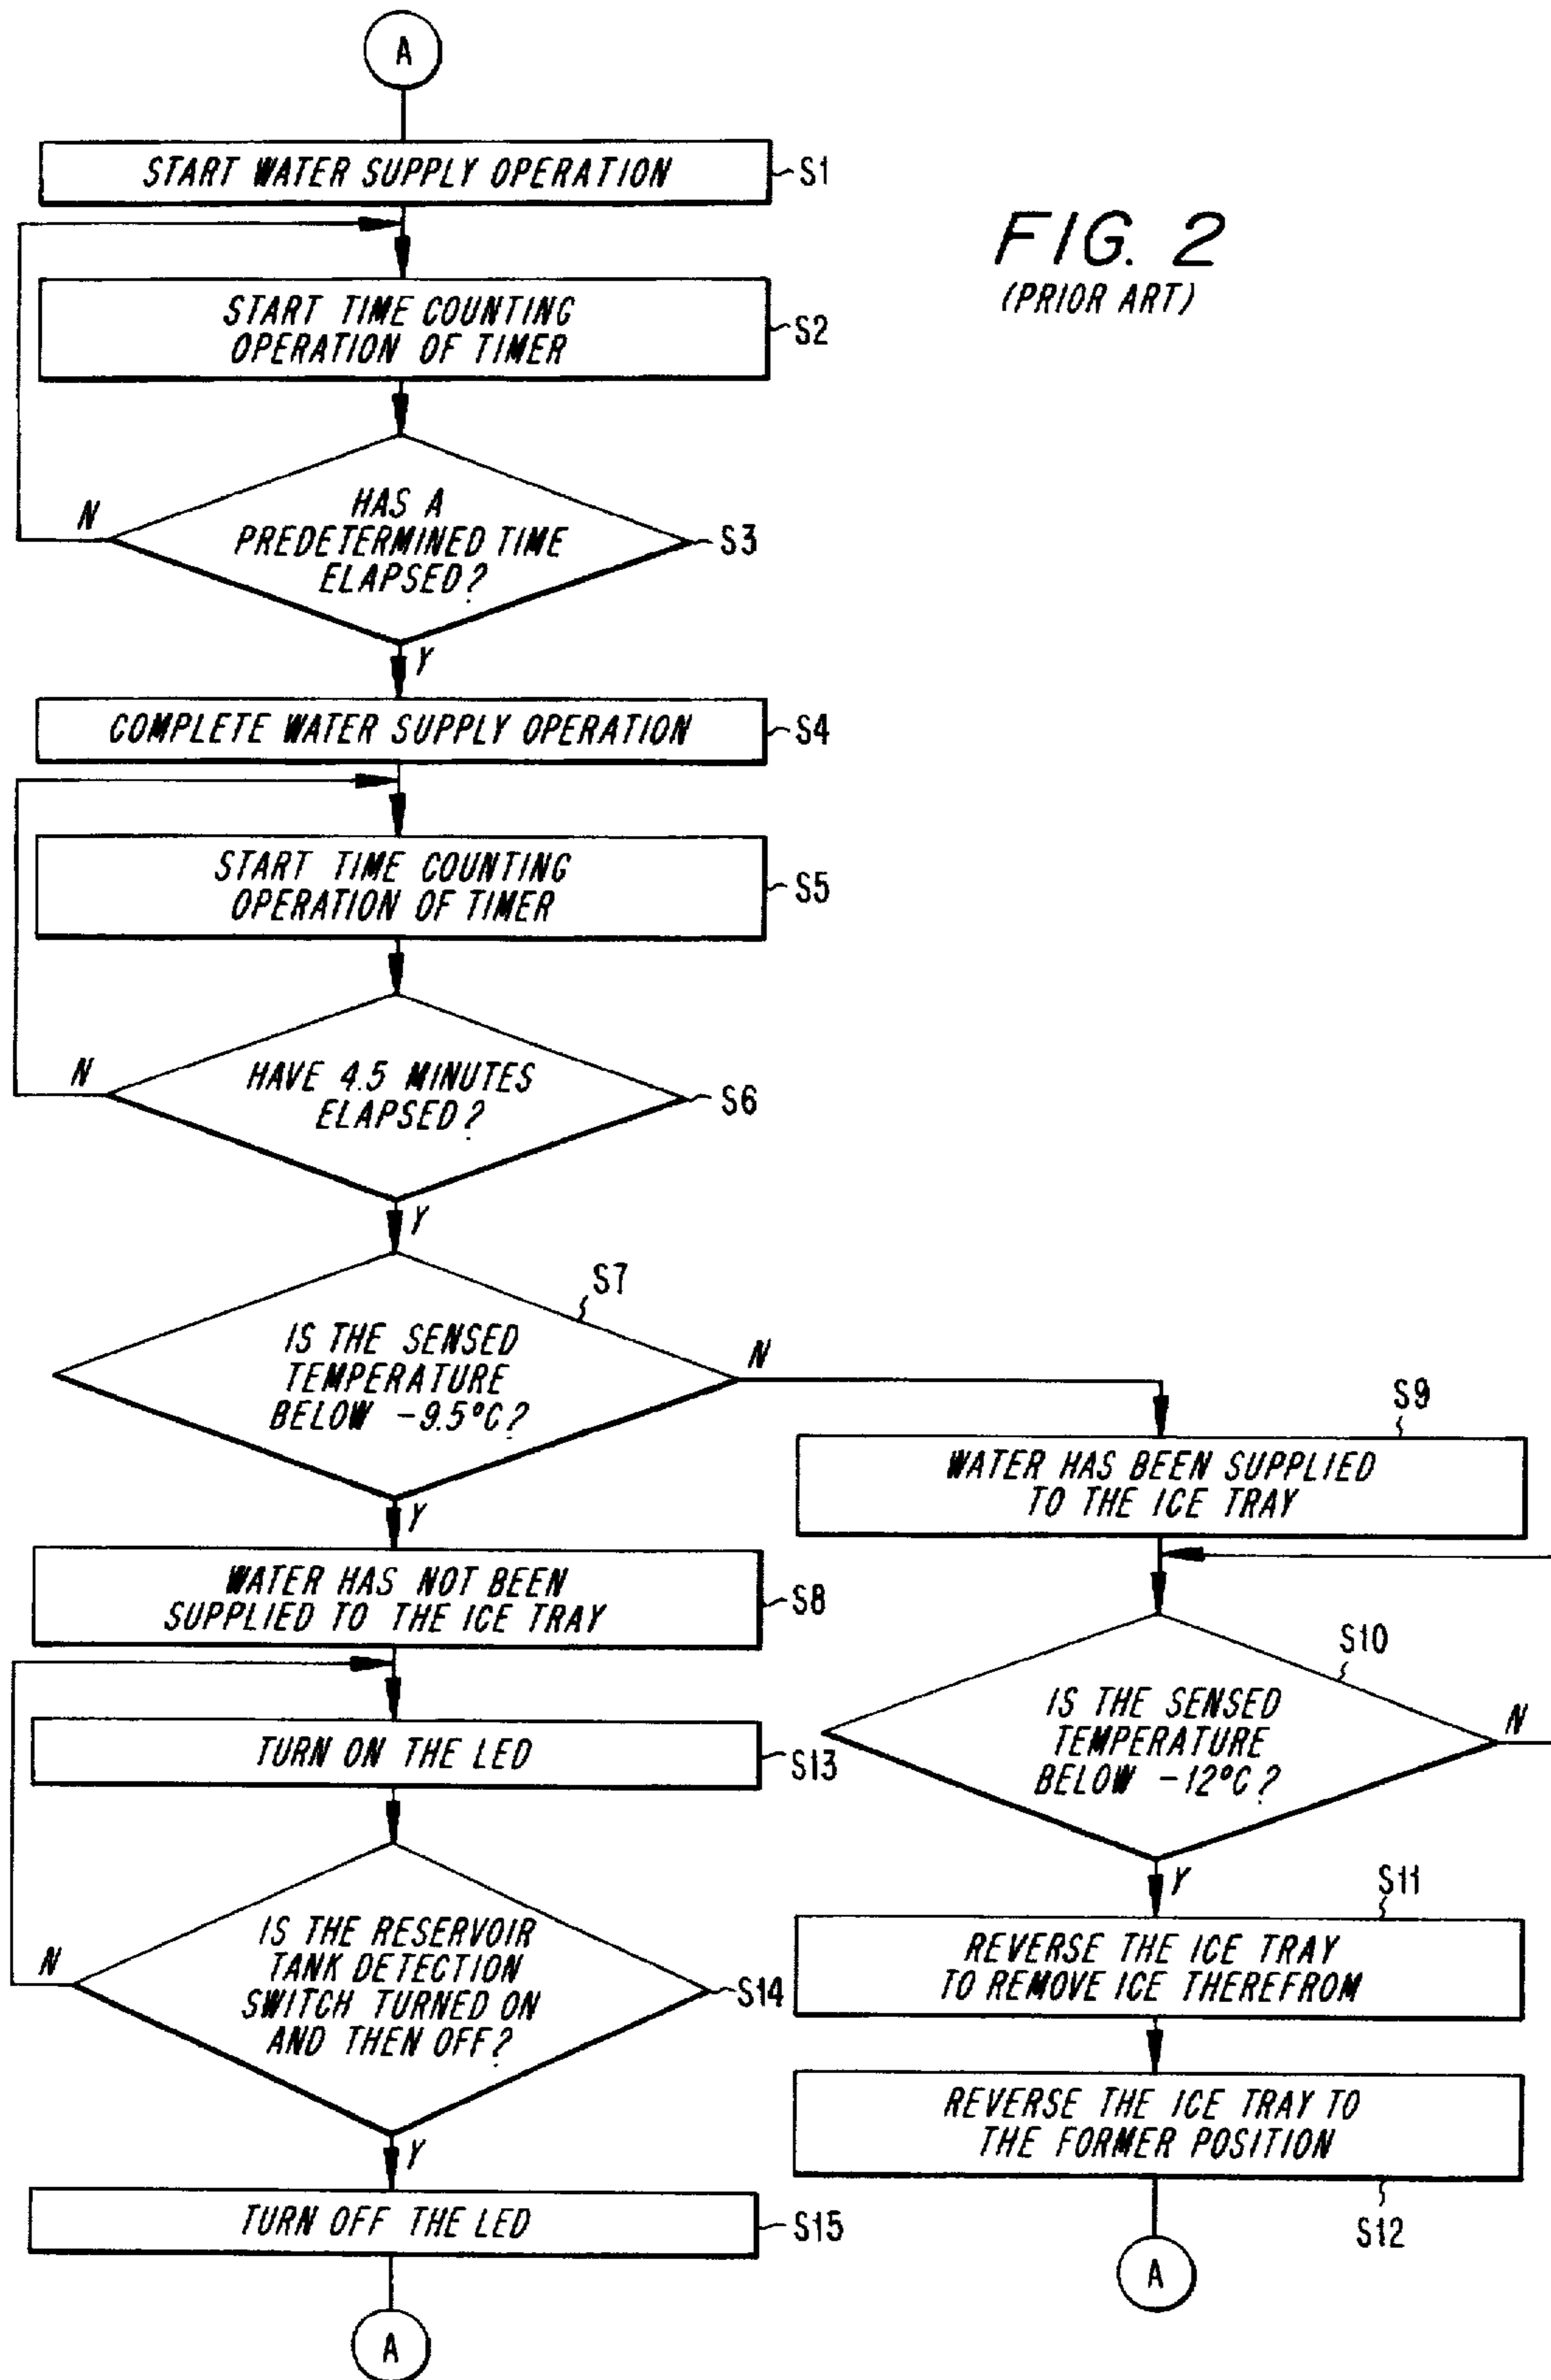 A
START WATER SUPPLY OPERATION
S1
FIG. 2
(PRIOR ART)
START TIME COUNTING
OPERATION OF TIMER
S2
HAS A
PREDETERMINED TIME
ELAPSED?
N
S3
Y
COMPLETE WATER SUPPLY OPERATION
S4
START TIME COUNTING
OPERATION OF TIMER
S5
HAVE 4.5 MINUTES
ELAPSED?
N
S6
Y
S7
IS THE SENSED
TEMPERATURE
BELOW -9.5°C?
N
Y
WATER HAS NOT BEEN
SUPPLIED TO THE ICE TRAY
S8
TURN ON THE LED
S13
IS THE RESERVOIR
TANK DETECTION
SWITCH TURNED ON
AND THEN OFF?
N
S14
Y
TURN OFF THE LED
S15
A
S9
WATER HAS BEEN SUPPLIED
TO THE ICE TRAY
S10
IS THE SENSED
TEMPERATURE
BELOW -12°C?
N
Y
S11
REVERSE THE ICE TRAY
TO REMOVE ICE THEREFROM
REVERSE THE ICE TRAY TO
THE FORMER POSITION
S12
A